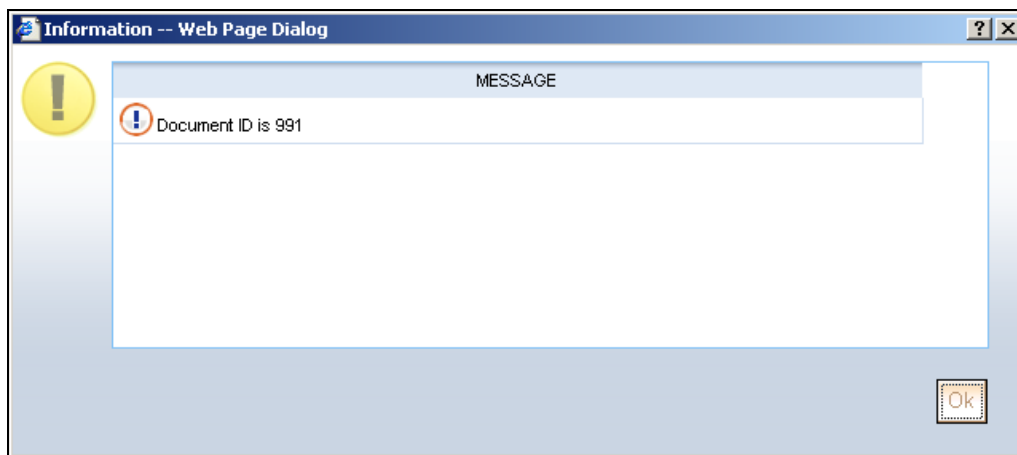 Information -- Web Page Dialog
MESSAGE
Document ID is 991
Ok